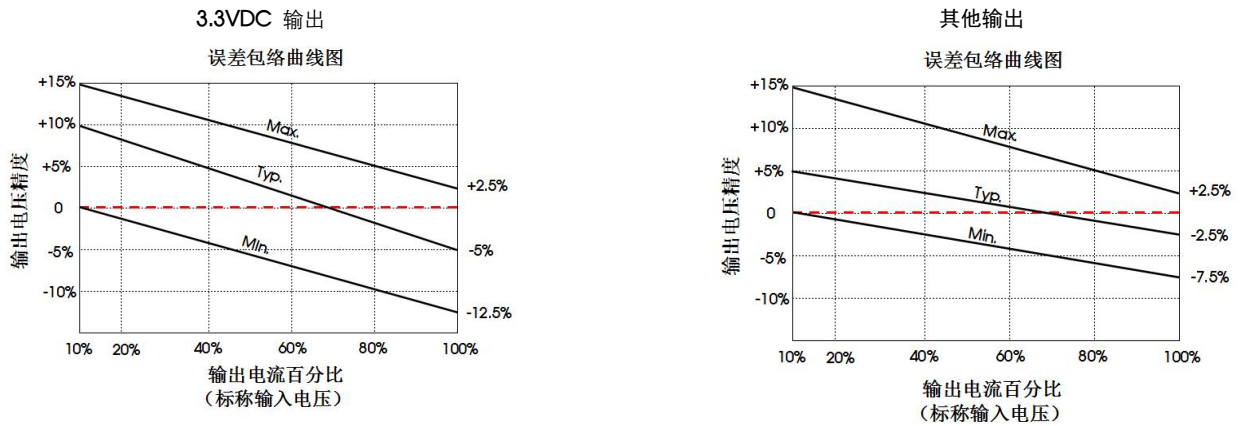 3.3VDC 输出
误差包络曲线图
+15%
+10%
+5%
0
-5%
-10%
输出电压精度
Max.
Typ.
Min.
+2.5%
-5%
-12.5%
10% 20% 40% 60% 80% 100%
输出电流百分比
（标称输入电压）
其他输出
误差包络曲线图
+15%
+10%
+5%
0
-5%
-10%
输出电压精度
Max.
Typ.
Min.
+2.5%
-2.5%
-7.5%
10% 20% 40% 60% 80% 100%
输出电流百分比
（标称输入电压）